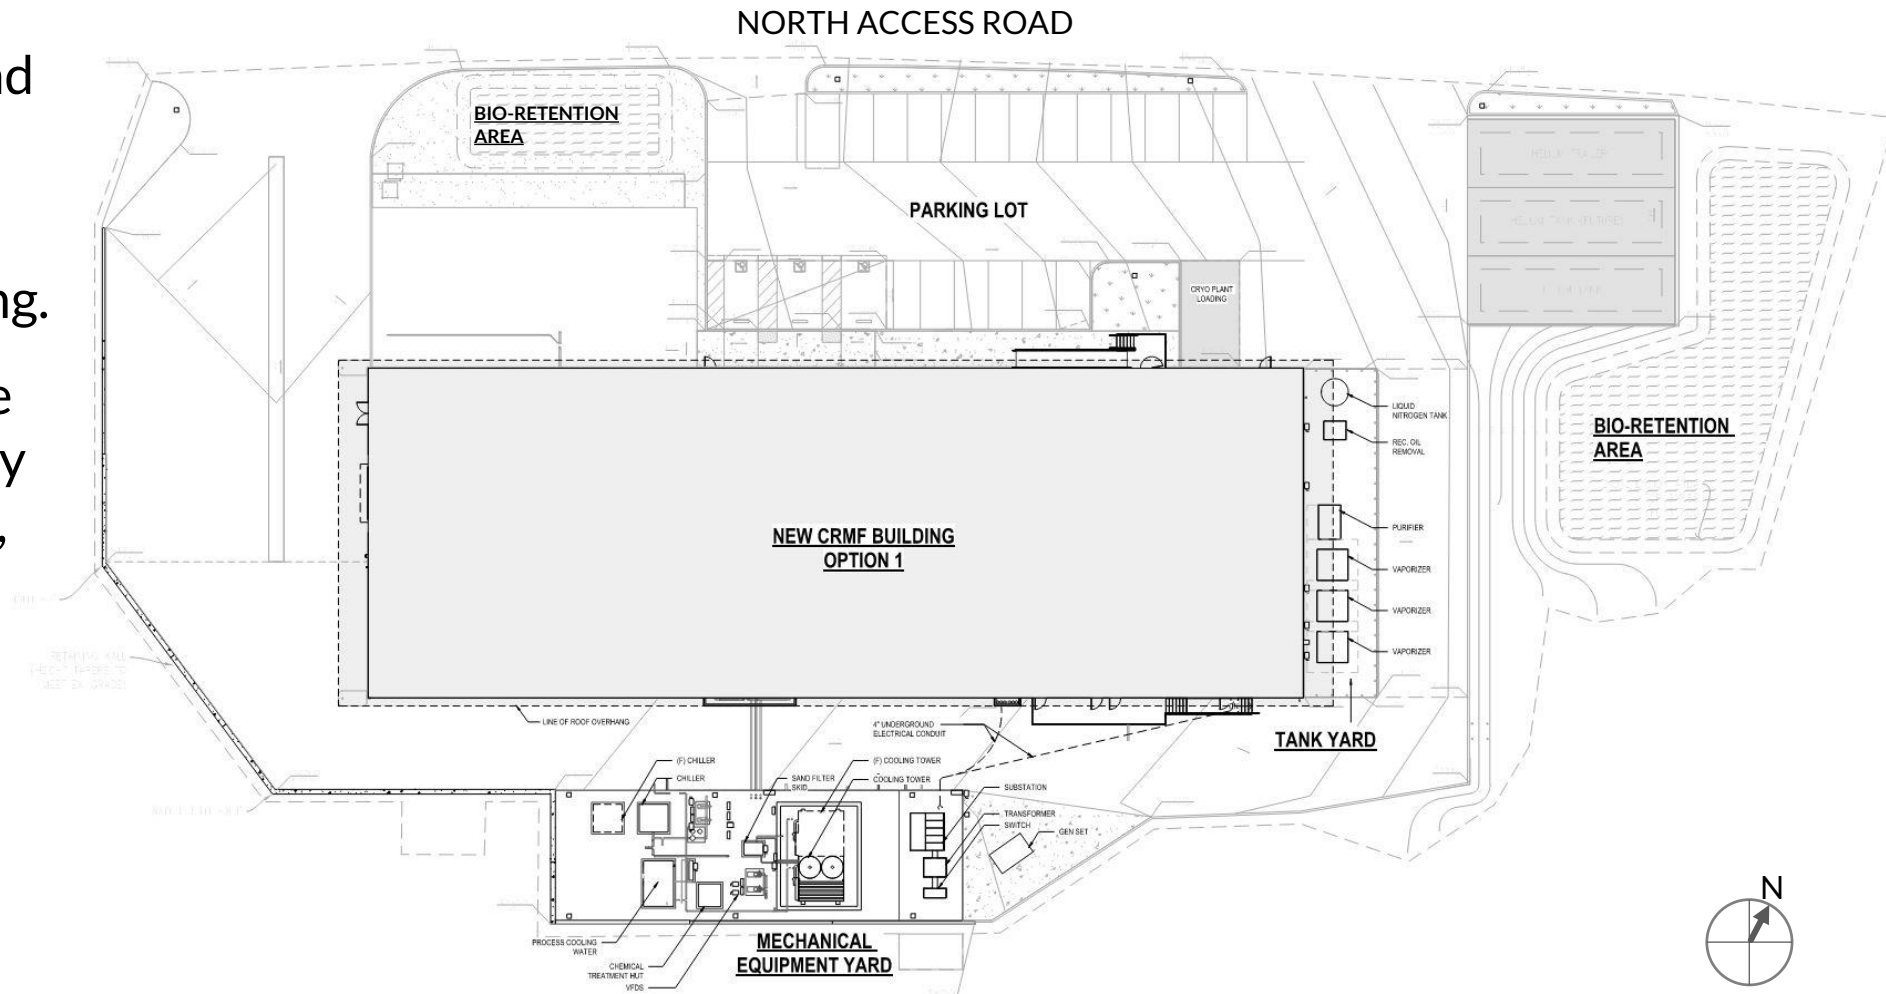 NORTH ACCESS ROAD
nd
ng.
e
y
,
BIO-RETENTION
AREA
PARKING LOT
CRYO PLANT
LOADING
LIQUID
NITROGEN TANK
REC. OIL
REMOVAL
BIO-RETENTION
AREA
NEW CRMF BUILDING
OPTION 1
PURIFIER
VAPORIZER
VAPORIZER
VAPORIZER
RETAINING WALL
LINE OF ROOF OVERHANG
4" UNDERGROUND
ELECTRICAL CONDUIT
TANK YARD
(F) CHILLER
CHILLER
SAND FILTER
SKID
(F) COOLING TOWER
COOLING TOWER
SUBSTATION
TRANSFORMER
SWITCH
GEN SET
PROCESS COOLING
WATER
CHEMICAL
TREATMENT HUT
VFDS
MECHANICAL
EQUIPMENT YARD
N